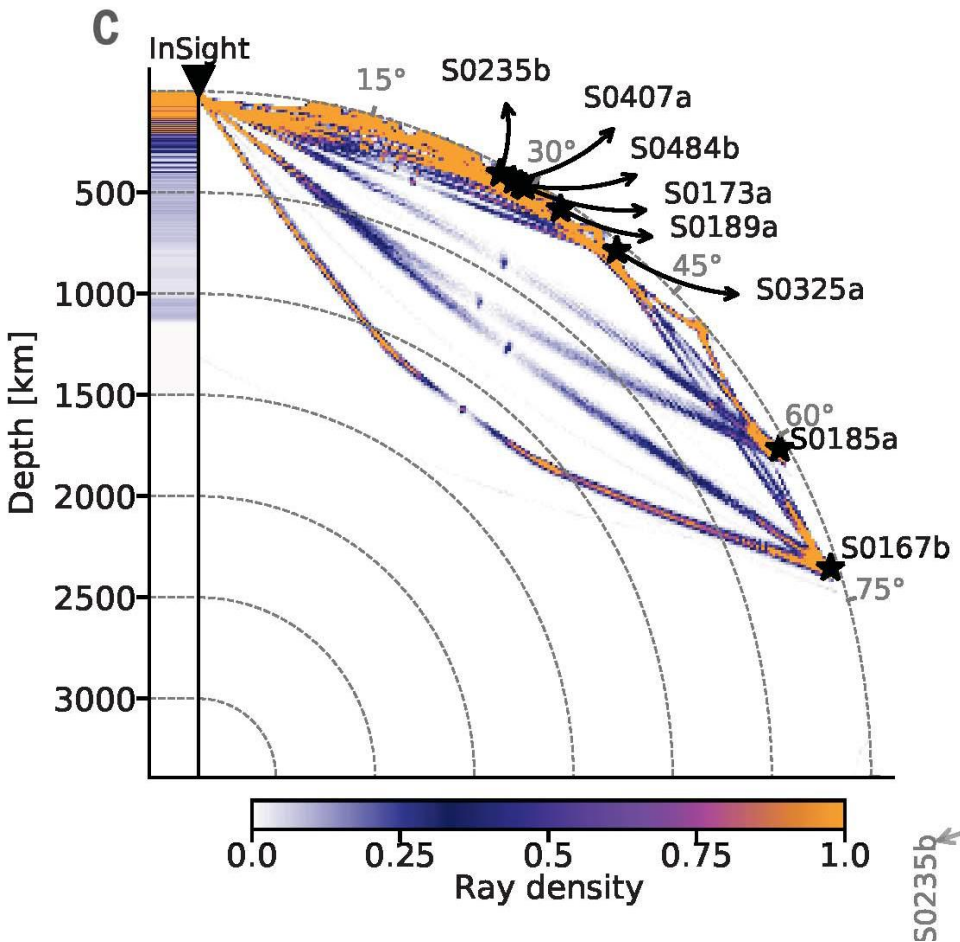 C
InSight
15°
S0235b
S0407a
30°
S0484b
S0173a
S0189a
45°
S0325a
500
1000
1500
2000
2500
3000
Depth [km]
60°
S0185a
S0167b
75°
0.0
0.25
0.5
0.75
1.0
Ray density
S0235b